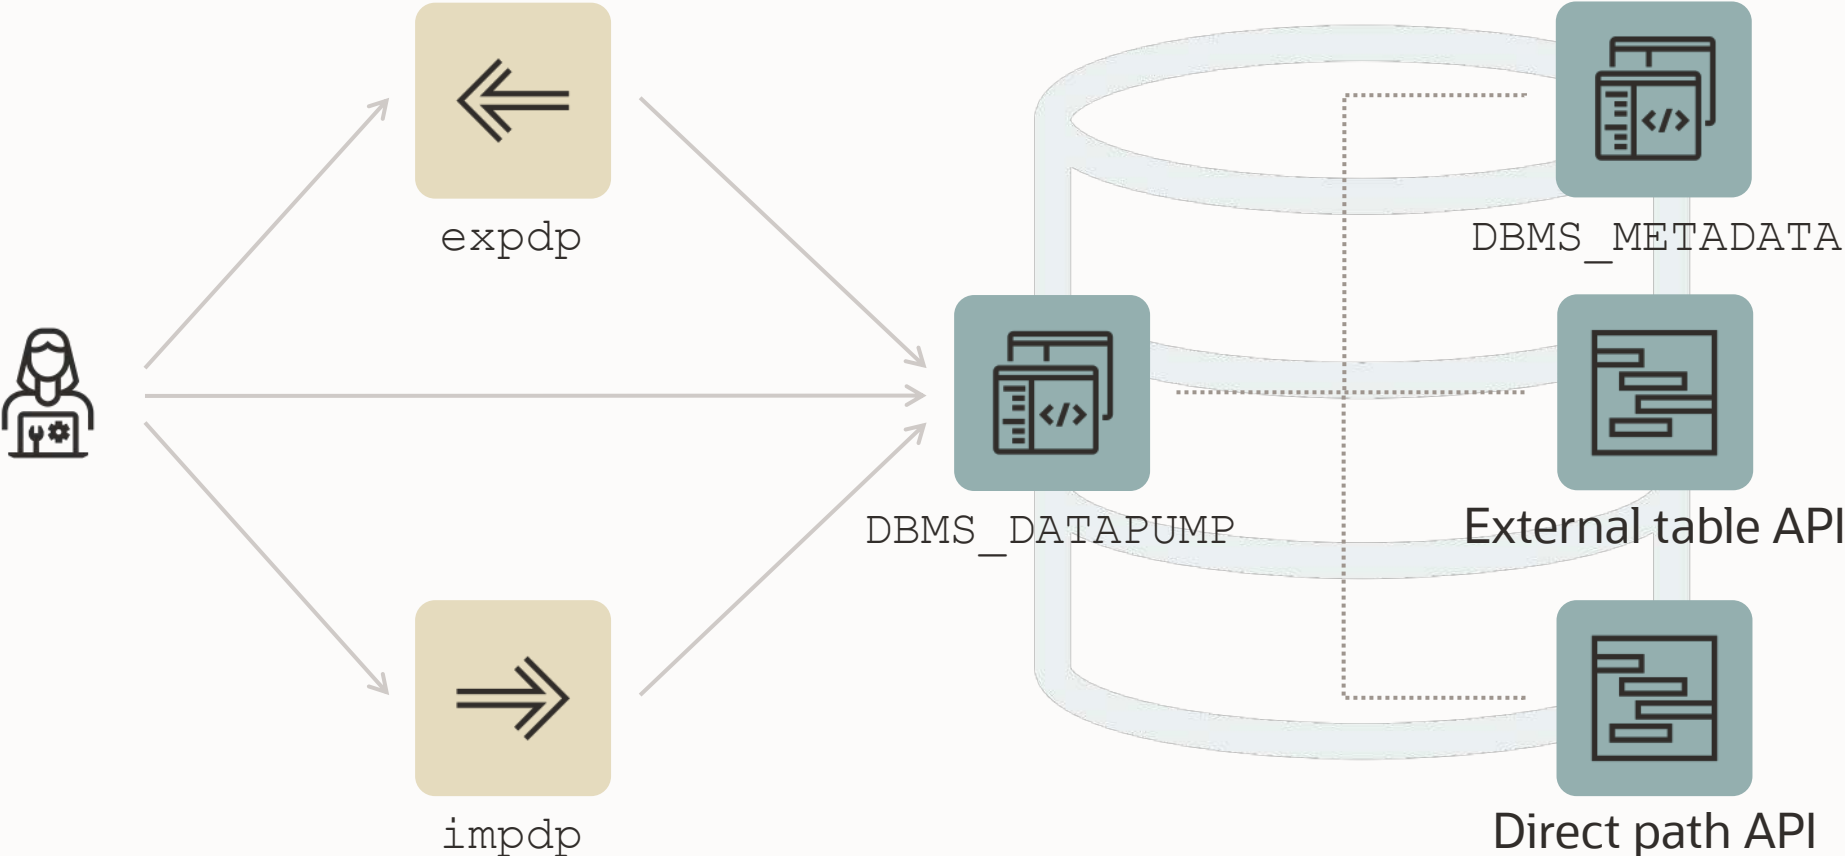 expdp
DBMS_METADATA
DBMS_DATAPUMP
External table API
impdp
Direct path API